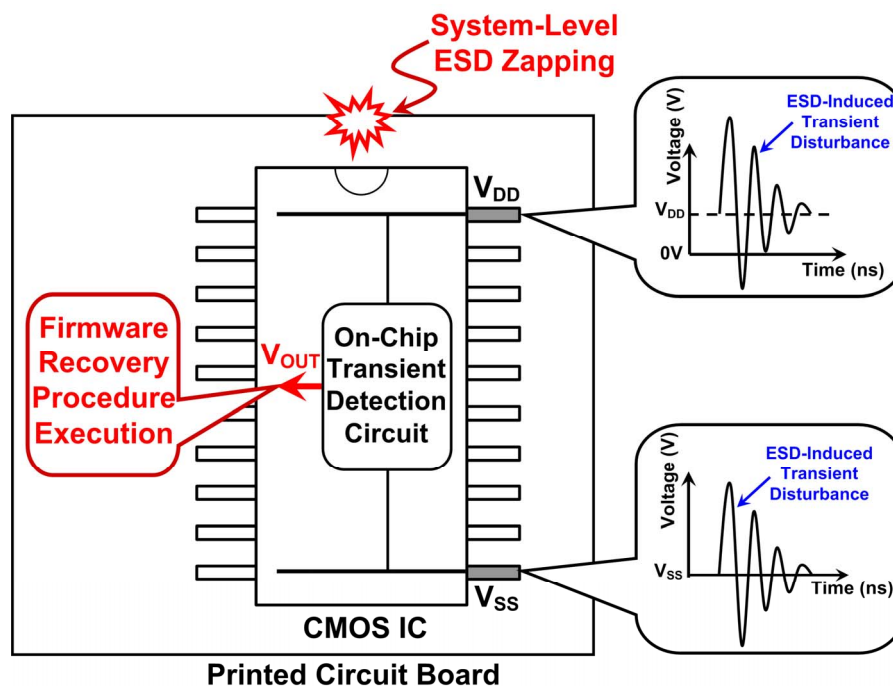 System-Level
ESD Zapping
ESD-Induced
Transient
Disturbance
Voltage (V)
VDD
0V
Time (ns)
VDD
Firmware
Recovery
Procedure
Execution
VOUT
On-Chip
Transient
Detection
Circuit
ESD-Induced
Transient
Disturbance
Voltage (V)
VSS
Time (ns)
VSS
CMOS IC
Printed Circuit Board